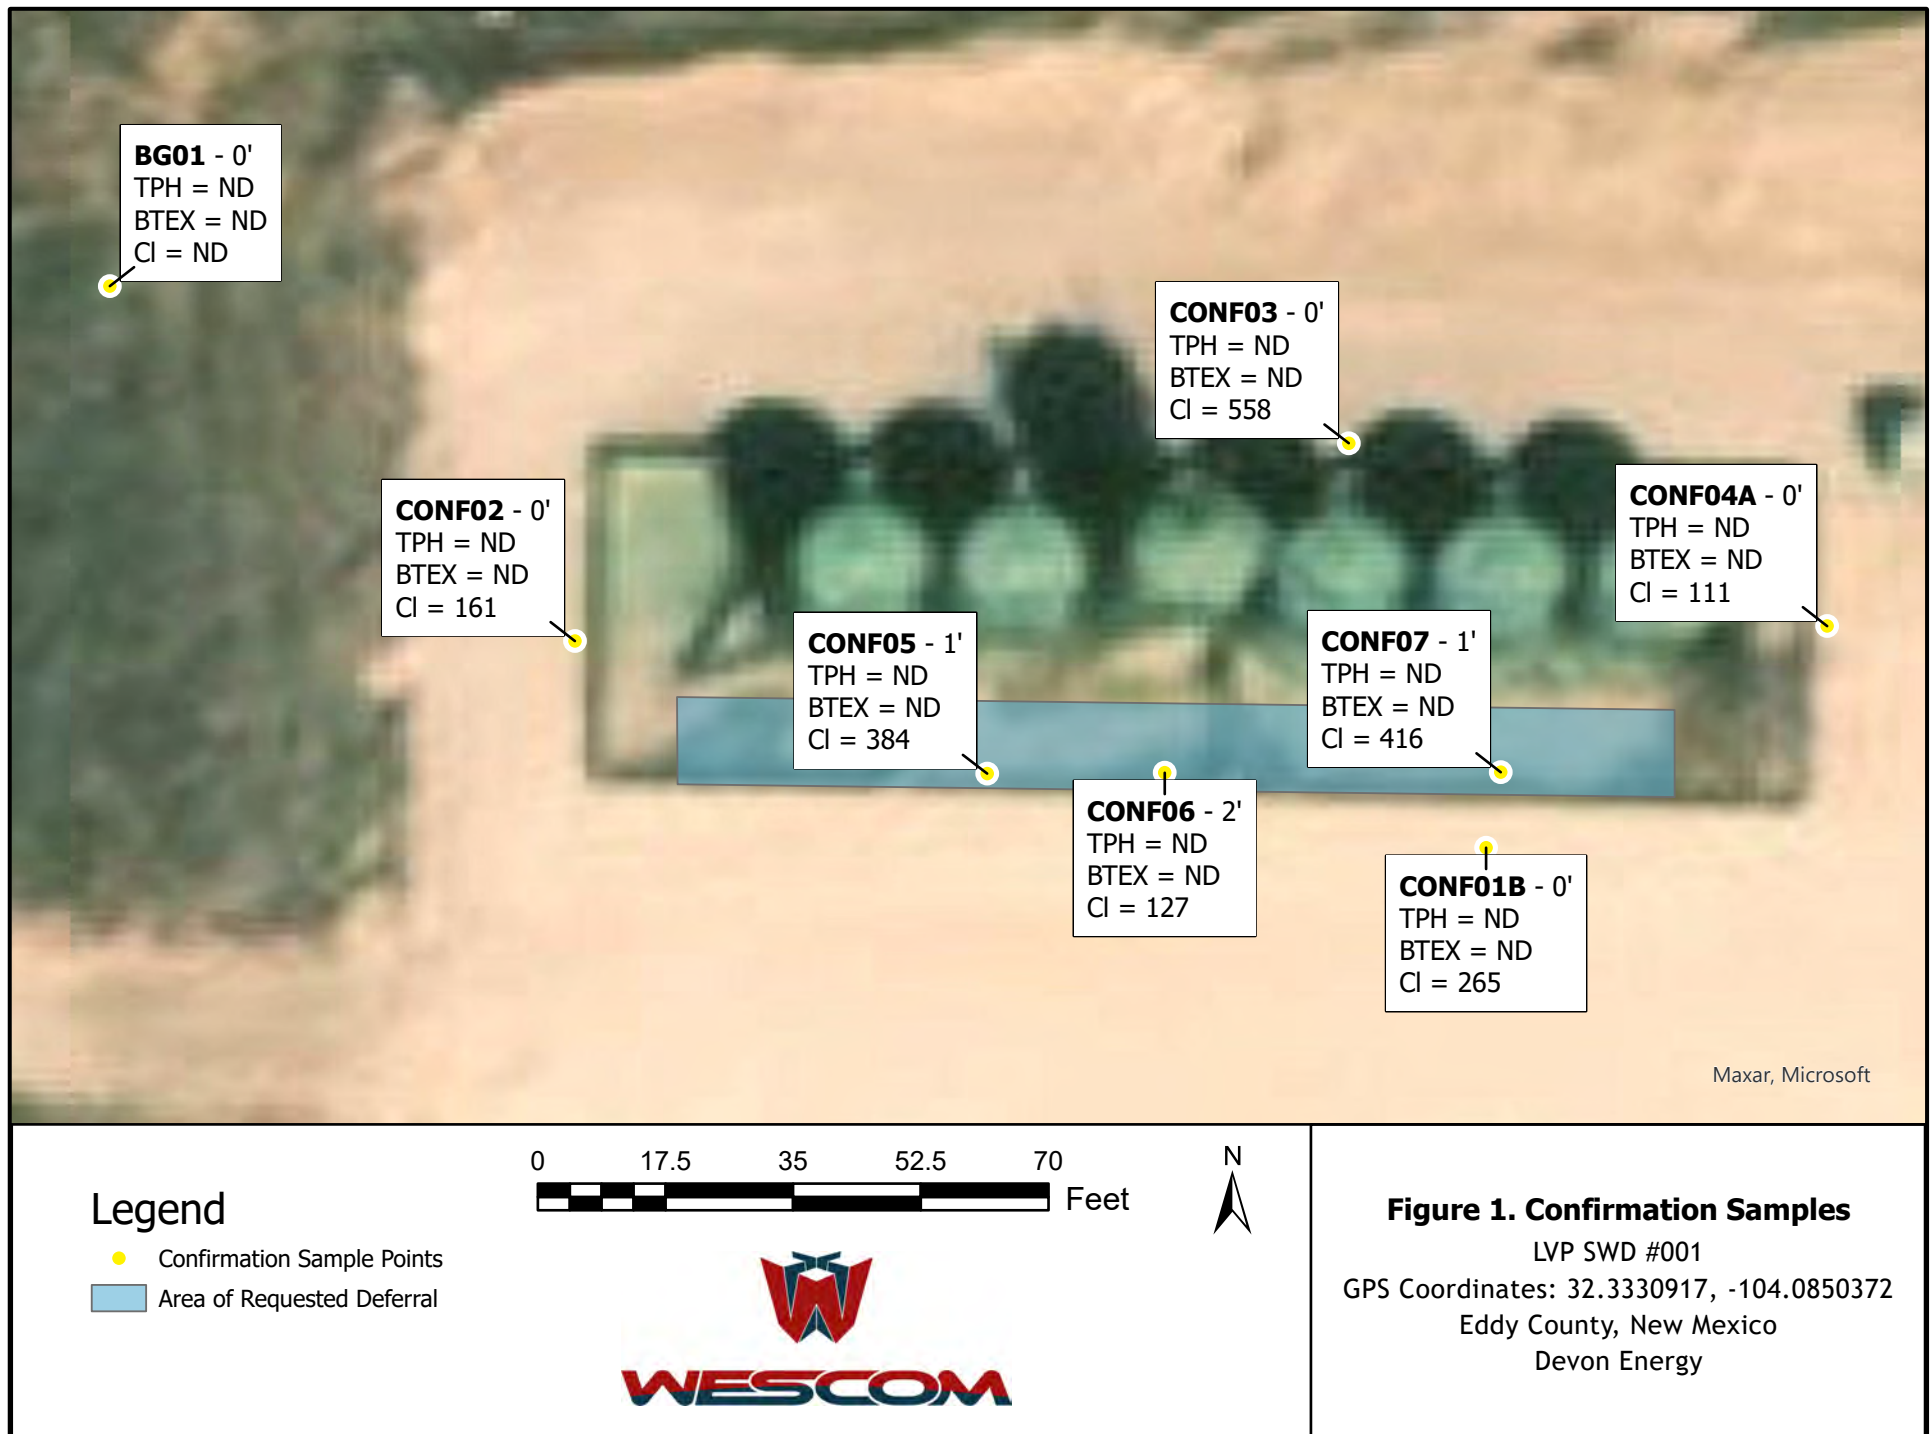 BG01 - 0'
TPH = ND
BTEX = ND
Cl = ND
CONF03 - 0'
TPH = ND
BTEX = ND
Cl = 558
CONF02 - 0'
TPH = ND
BTEX = ND
Cl = 161
CONF04A - 0'
TPH = ND
BTEX = ND
Cl = 111
CONF05 - 1'
TPH = ND
BTEX = ND
Cl = 384
CONF07 - 1'
TPH = ND
BTEX = ND
Cl = 416
CONF06 - 2'
TPH = ND
BTEX = ND
Cl = 127
CONF01B - 0'
TPH = ND
BTEX = ND
Cl = 265
Maxar, Microsoft
Legend
Confirmation Sample Points
Area of Requested Deferral
0 17.5 35 52.5 70
Feet
N
WESCOM
Figure 1. Confirmation Samples
LVP SWD #001
GPS Coordinates: 32.3330917, -104.0850372
Eddy County, New Mexico
Devon Energy